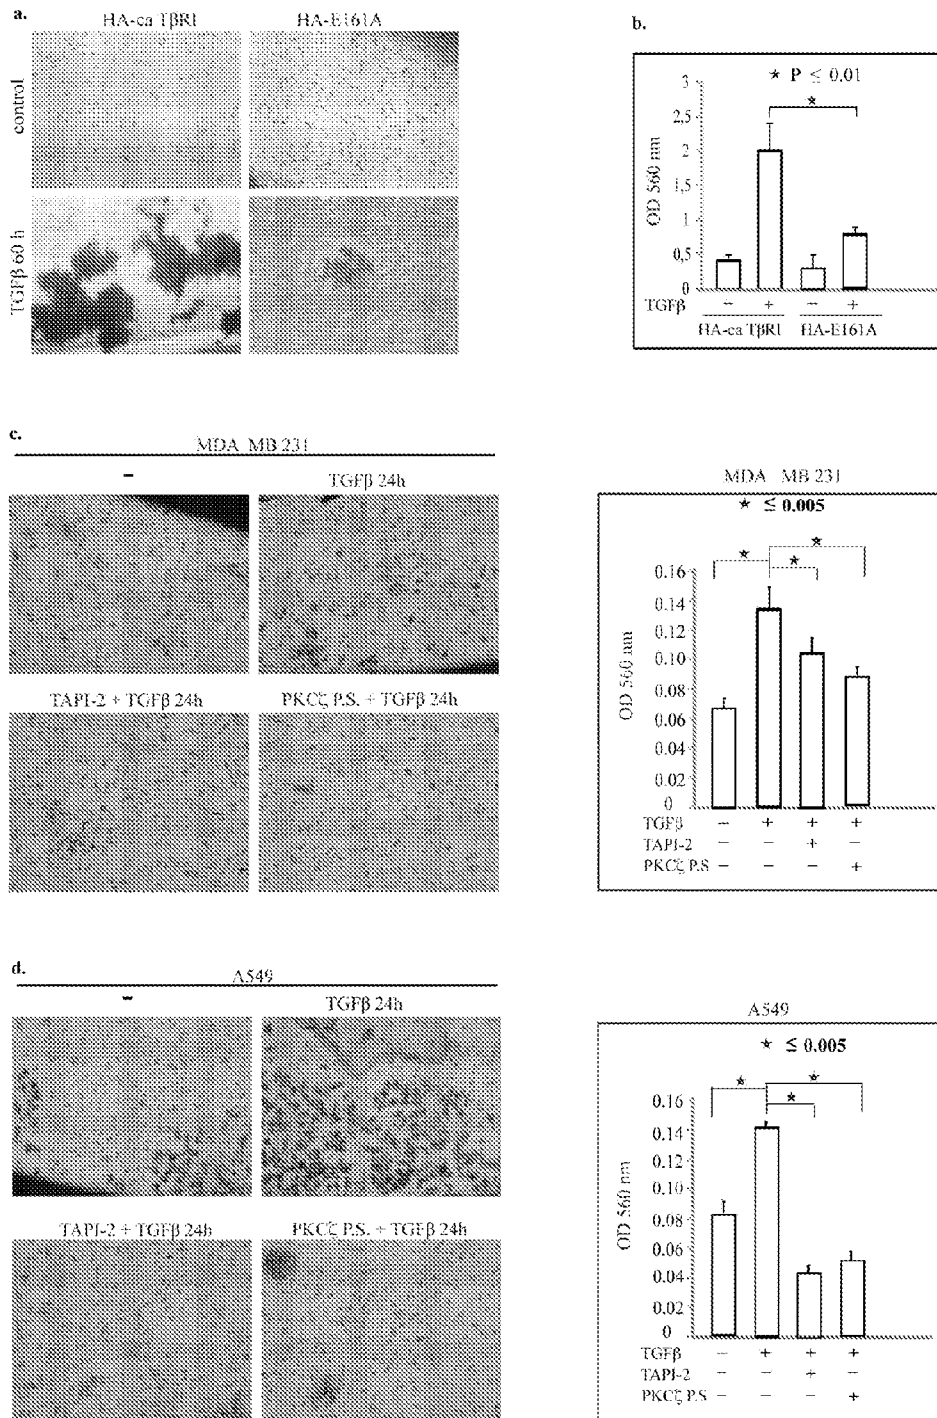 a.
HA-ca TβRI HA-E161A
control
TGFβ 60 h
b.
★ P ≤ 0.01
★
OD 560 nm
3
2,5
2
1,5
1
0,5
0
TGFβ − + − +
HA-ca TβRI HA-E161A
c.
MDA MB 231
− TGFβ 24h
TAPI-2 + TGFβ 24h PKCζ P.S. + TGFβ 24h
MDA MB 231
★ ≤ 0.005
★ ★ ★
OD 560 nm
0.16
0.14
0.12
0.10
0.08
0.06
0.04
0.02
0
TGFβ − + + +
TAPI-2 − − + −
PKCζ P.S − − − +
d.
A549
− TGFβ 24h
TAPI-2 + TGFβ 24h PKCζ P.S. + TGFβ 24h
A549
★ ≤ 0.005
★ ★ ★
OD 560 nm
0.16
0.14
0.12
0.10
0.08
0.06
0.04
0.02
0
TGFβ − + + +
TAPI-2 − − + −
PKCζ P.S − − − +